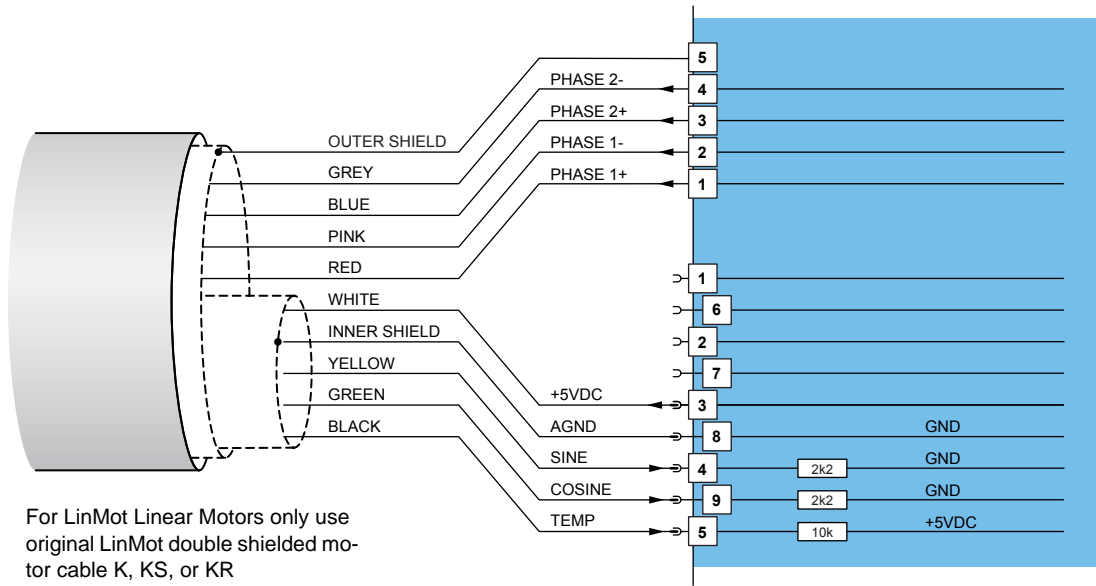 5
PHASE 2- 4
PHASE 2+ 3
OUTER SHIELD PHASE 1- 2
GREY PHASE 1+ 1
BLUE
PINK
RED 1
WHITE 6
INNER SHIELD 2
YELLOW 7
GREEN +5VDC 3
BLACK AGND 8 GND
SINE 4 2k2 GND
COSINE 9 2k2 GND
TEMP 5 10k +5VDC
For LinMot Linear Motors only use
original LinMot double shielded mo-
tor cable K, KS, or KR